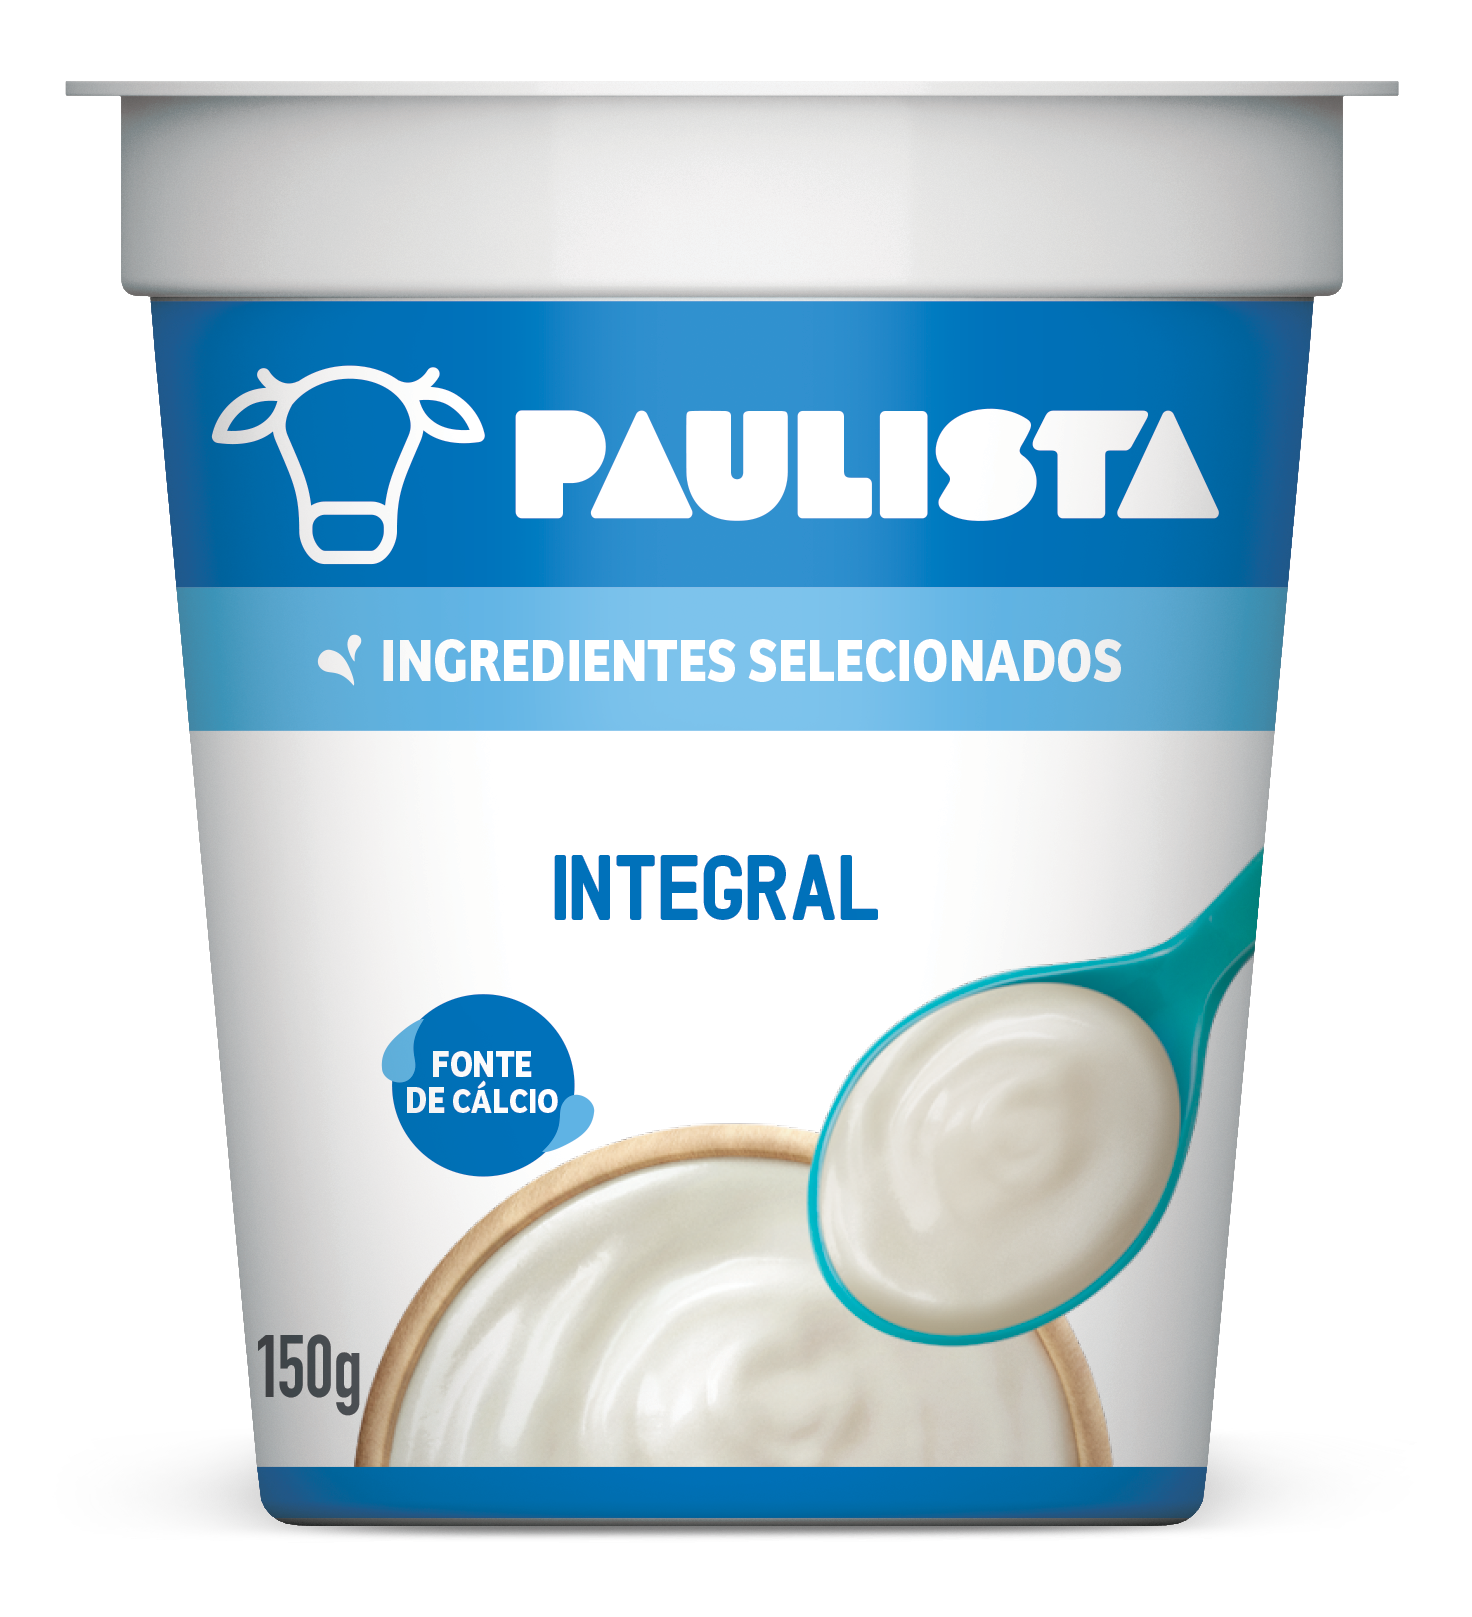 PAULISTA
INGREDIENTES SELECIONADOS
INTEGRAL
FONTE
DE CÁLCIO
150g